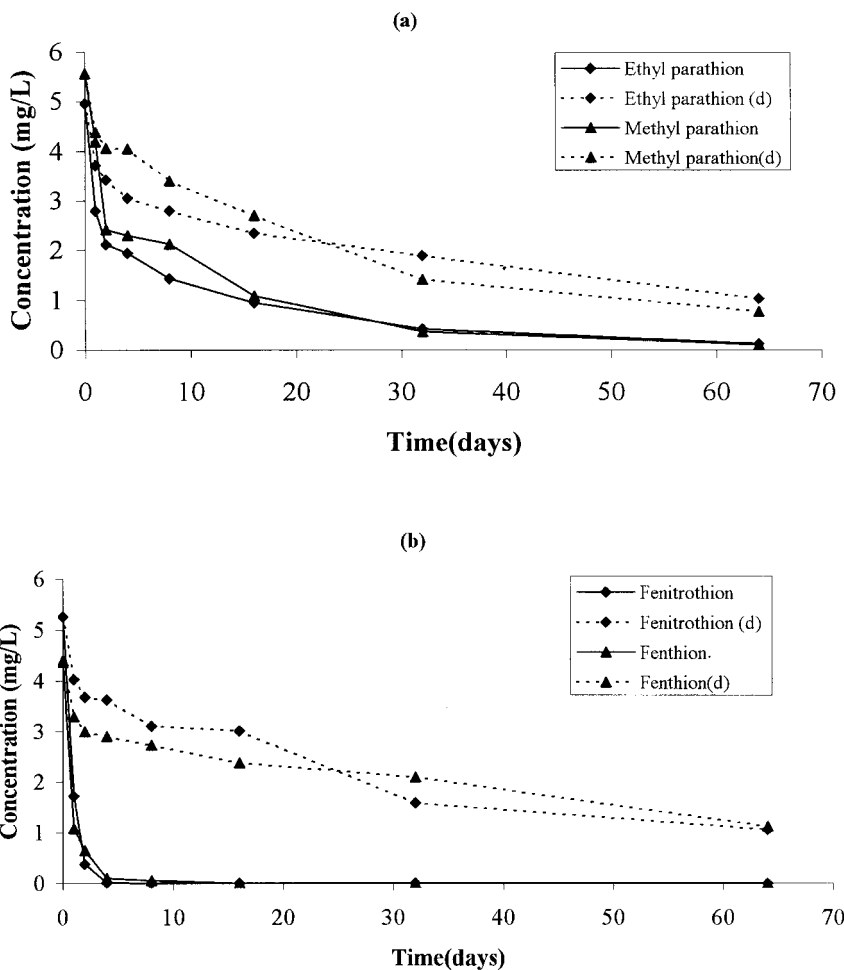 (a)
6
5
4
3
2
1
0
Concentration (mg/L)
Ethyl parathion
Ethyl parathion (d)
Methyl parathion
Methyl parathion(d)
0 10 20 30 40 50 60 70
Time(days)
(b)
6
5
4
3
2
1
0
Concentration (mg/L)
Fenitrothion
Fenitrothion (d)
Fenthion.
Fenthion(d)
0 10 20 30 40 50 60 70
Time(days)